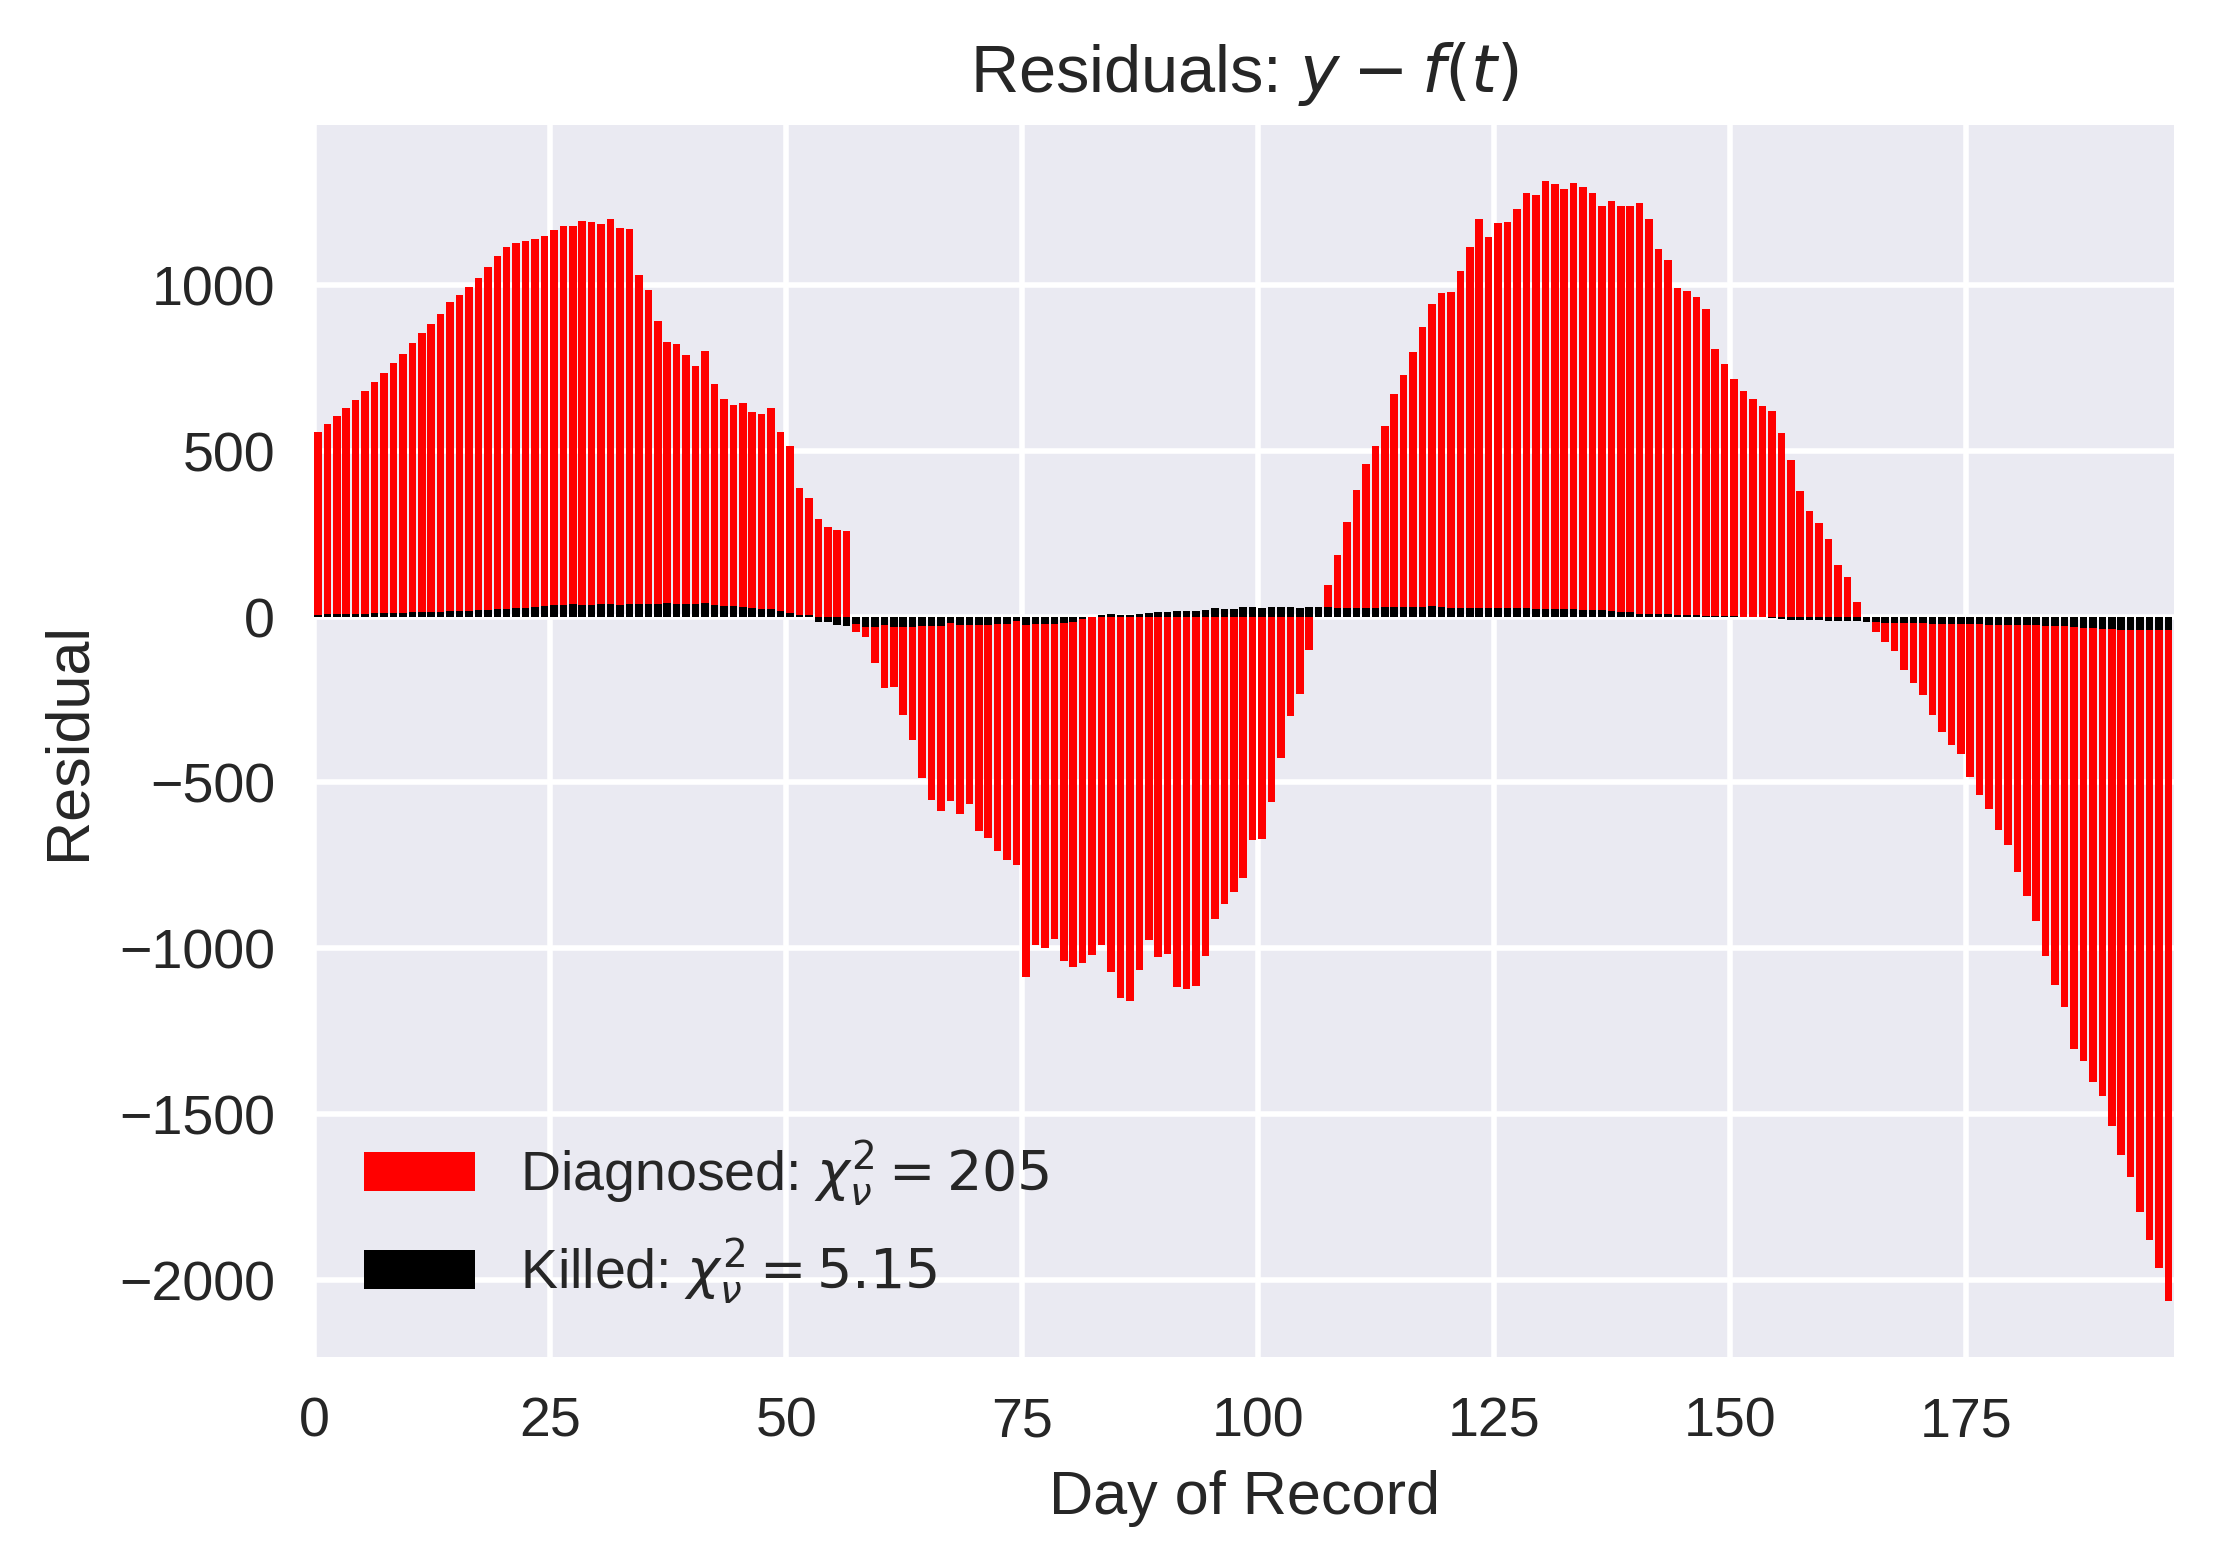 Residuals: y − f(t)
1000
500
0
−500
−1000
−1500
−2000
Residual
Diagnosed: χ²ᵥ = 205
Killed: χ²ᵥ = 5.15
0 25 50 75 100 125 150 175
Day of Record